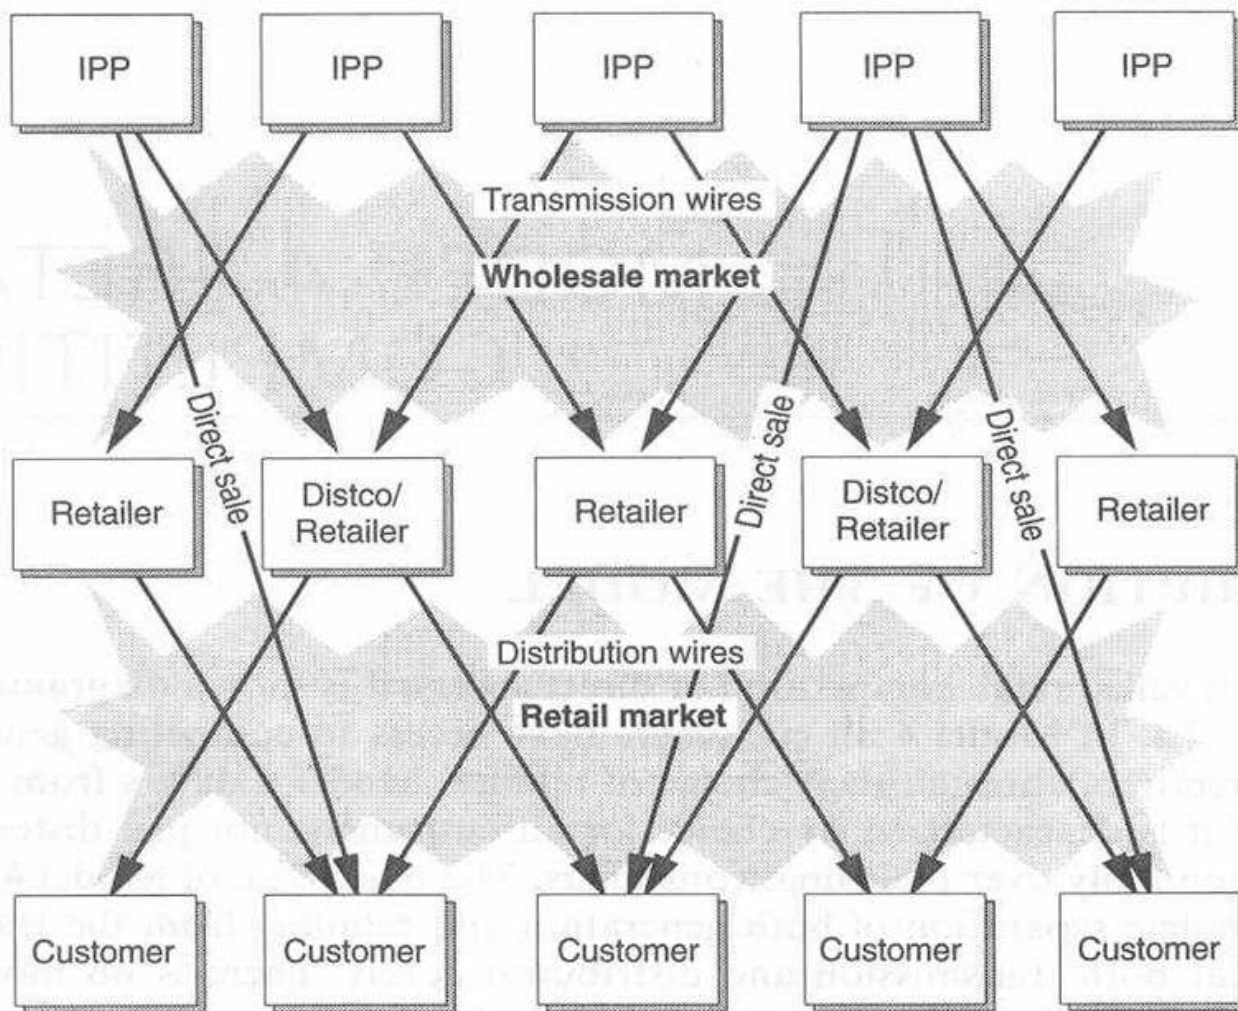 IPP
IPP
IPP
IPP
IPP
Transmission wires
Wholesale market
Direct sale
Direct sale
Direct sale
Retailer
Distco/
Retailer
Retailer
Distco/
Retailer
Retailer
Distribution wires
Retail market
Customer
Customer
Customer
Customer
Customer